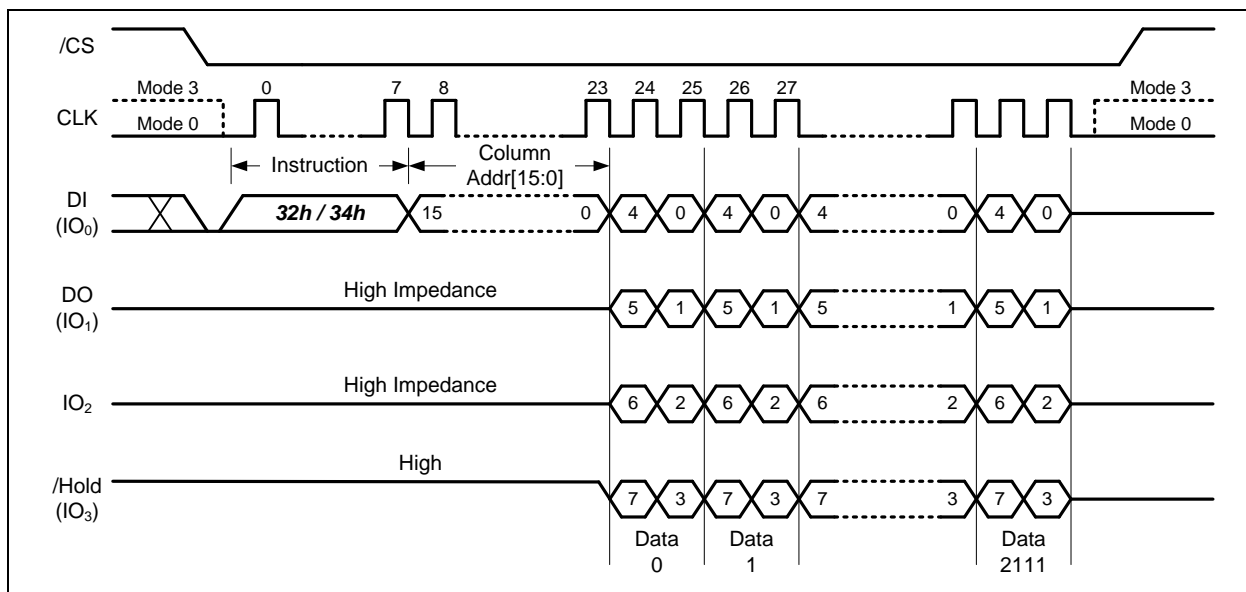 /CS
Mode 3 0 7 8 23 24 25 26 27 Mode 3
CLK
Mode 0 Mode 0
Instruction
Column
Addr[15:0]
DI
(IO0)
32h / 34h 15 0 4 0 4 0 4 0 4 0
DO
(IO1)
High Impedance
5 1 5 1 5 1 5 1
High Impedance
IO2
6 2 6 2 6 2 6 2
High
/Hold
(IO3)
7 3 7 3 7 3 7 3
Data
0
Data
1
Data
2111